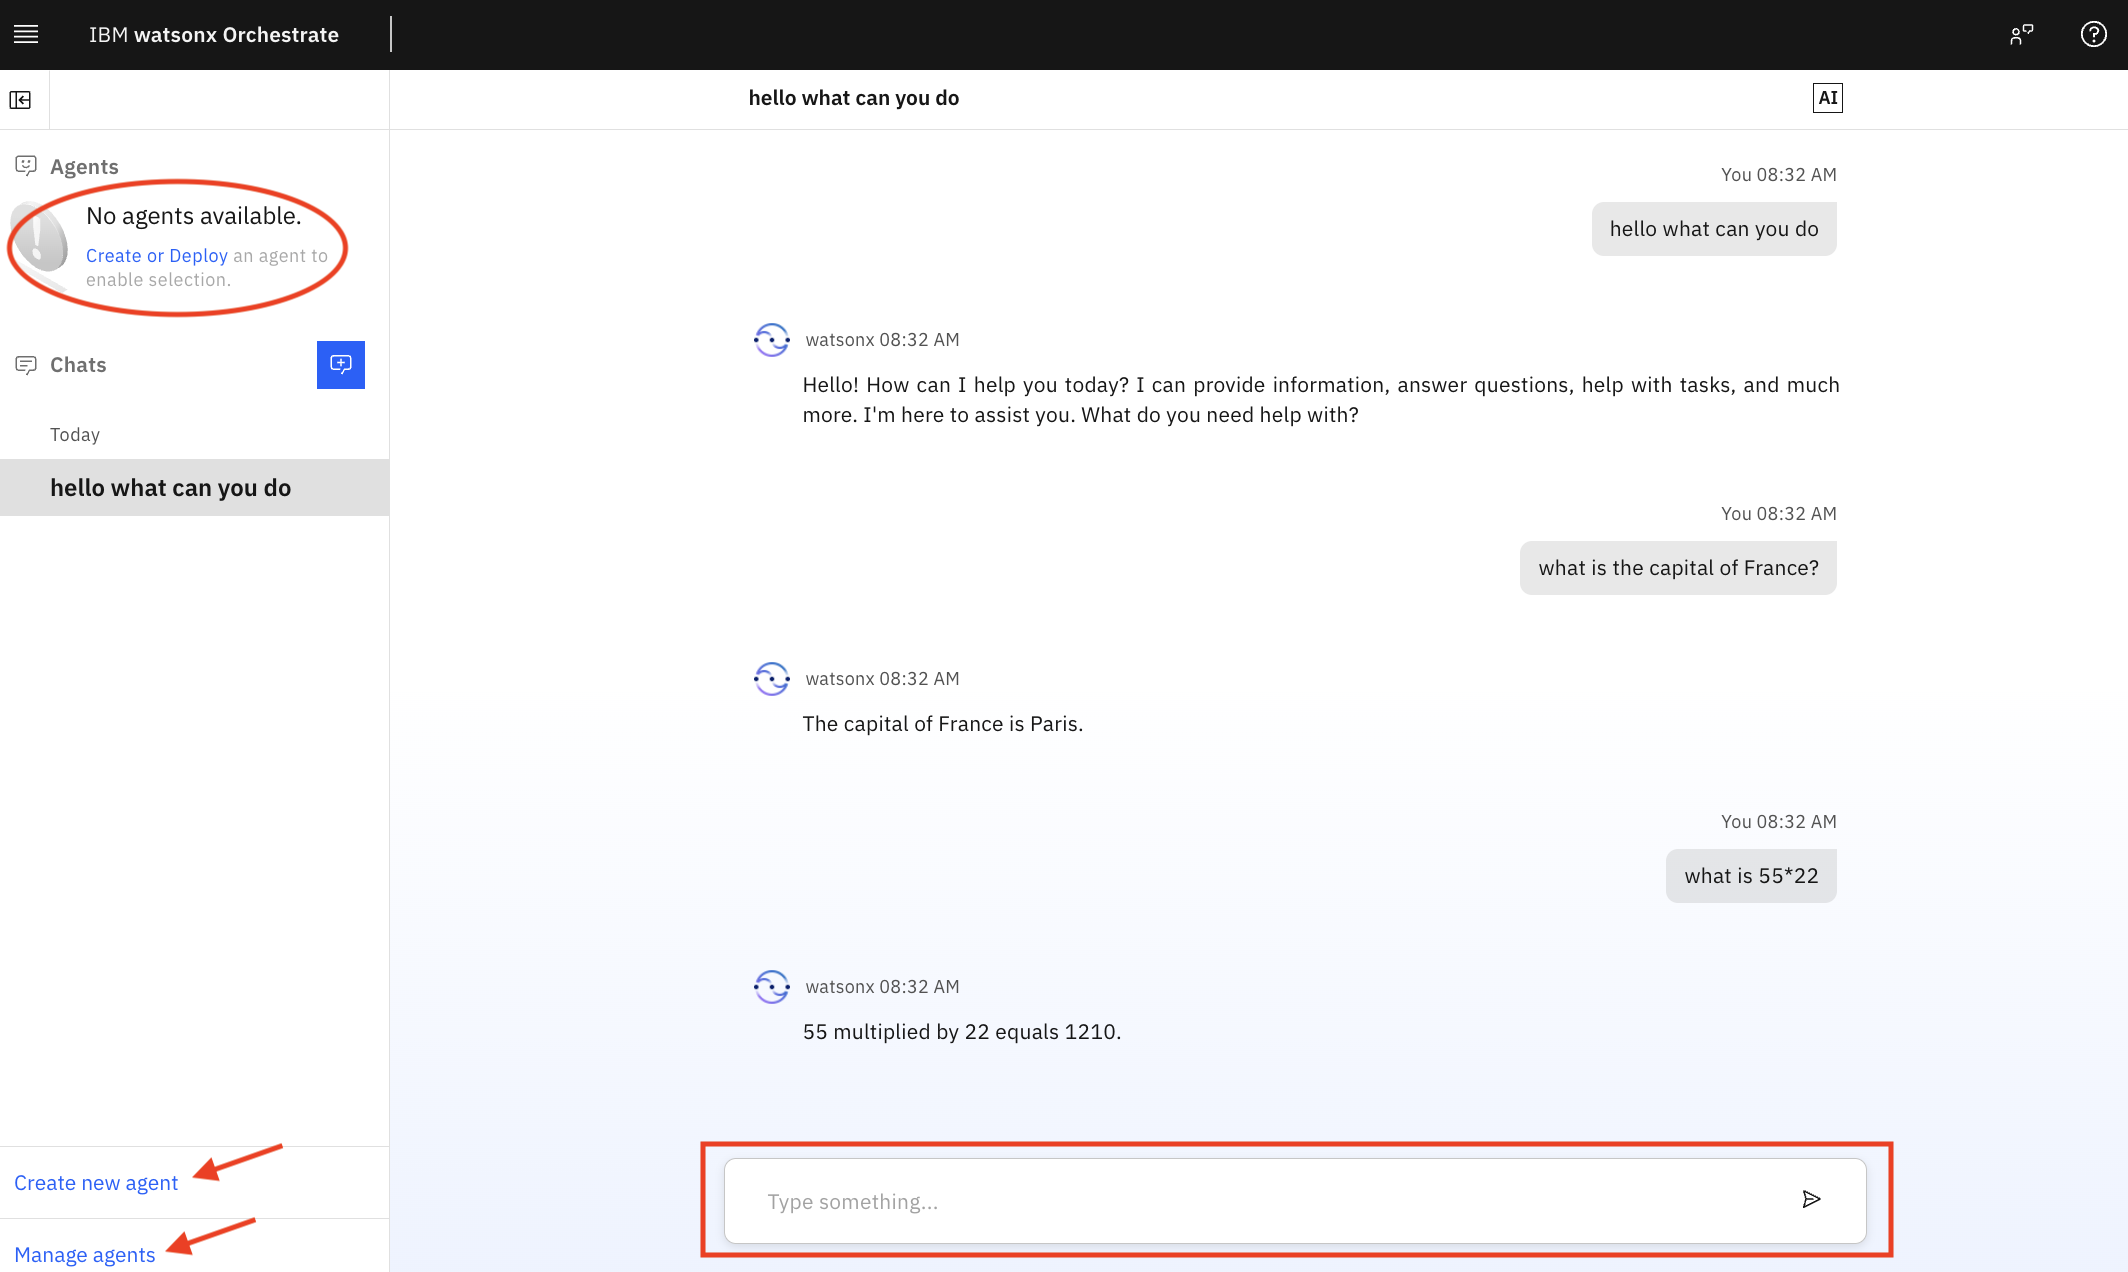 IBM watsonx Orchestrate
hello what can you do
AI
Agents
No agents available.
Create or Deploy an agent to
enable selection.
Chats
Today
hello what can you do
Create new agent
Manage agents
You 08:32 AM
hello what can you do
watsonx 08:32 AM
Hello! How can I help you today? I can provide information, answer questions, help with tasks, and much
more. I'm here to assist you. What do you need help with?
You 08:32 AM
what is the capital of France?
watsonx 08:32 AM
The capital of France is Paris.
You 08:32 AM
what is 55*22
watsonx 08:32 AM
55 multiplied by 22 equals 1210.
Type something...